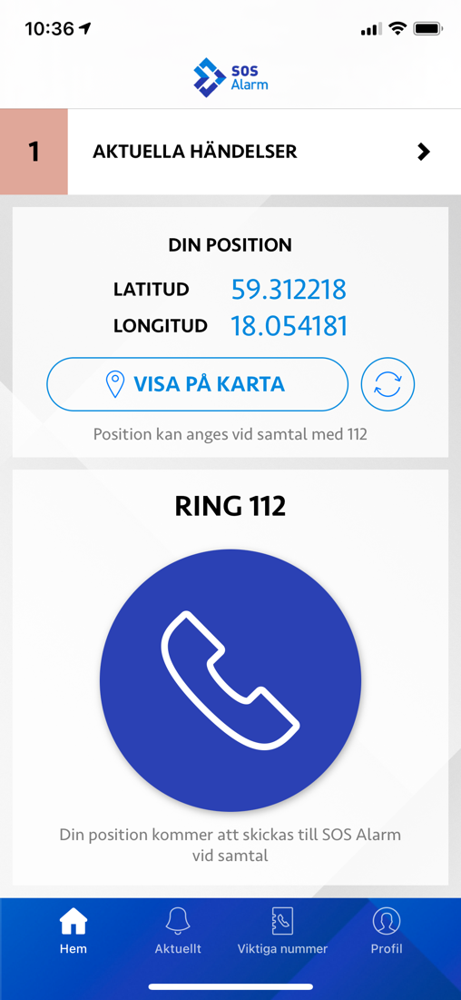 10:36
SOS
Alarm
1 AKTUELLA HÄNDELSER
DIN POSITION
LATITUD 59.312218
LONGITUD 18.054181
VISA PÅ KARTA
Position kan anges vid samtal med 112
RING 112
Din position kommer att skickas till SOS Alarm
vid samtal
Hem Aktuellt Viktiga nummer Profil